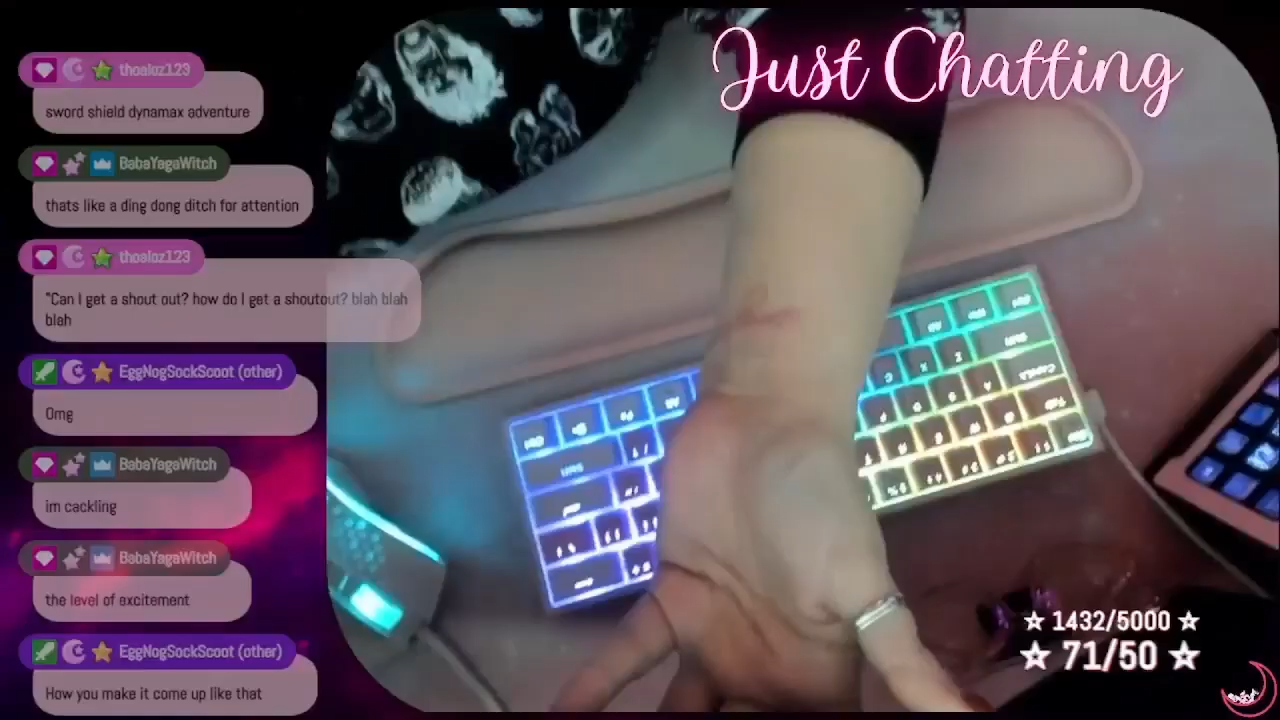 Just Chatting
thoaloz123
sword shield dynamax adventure
BabaYagaWitch
thats like a ding dong ditch for attention
thoaloz123
"Can I get a shout out? how do I get a shoutout? blah blah
blah
EggNogSockScoot (other)
Omg
BabaYagaWitch
im cackling
BabaYagaWitch
the level of excitement
EggNogSockScoot (other)
How you make it come up like that
☆ 1432/5000 ☆
☆ 71/50 ☆